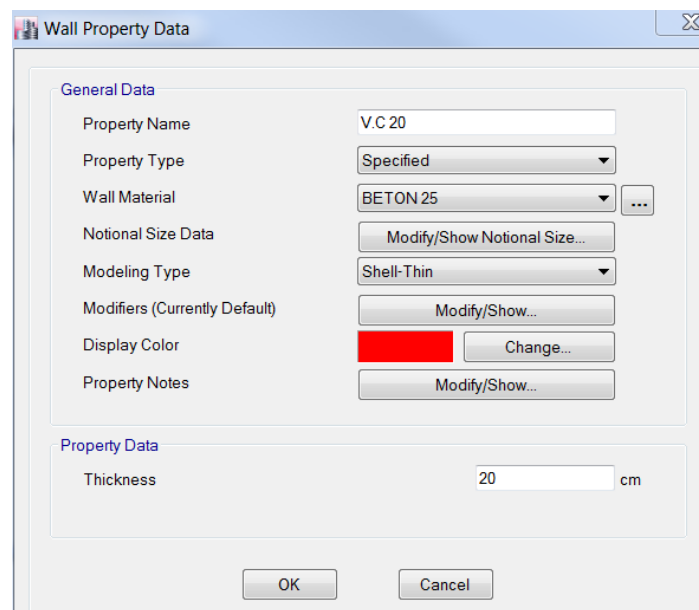 Wall Property Data
General Data
Property Name V.C 20
Property Type Specified
Wall Material BETON 25 ...
Notional Size Data Modify/Show Notional Size...
Modeling Type Shell-Thin
Modifiers (Currently Default) Modify/Show...
Display Color Change...
Property Notes Modify/Show...
Property Data
Thickness 20 cm
OK Cancel